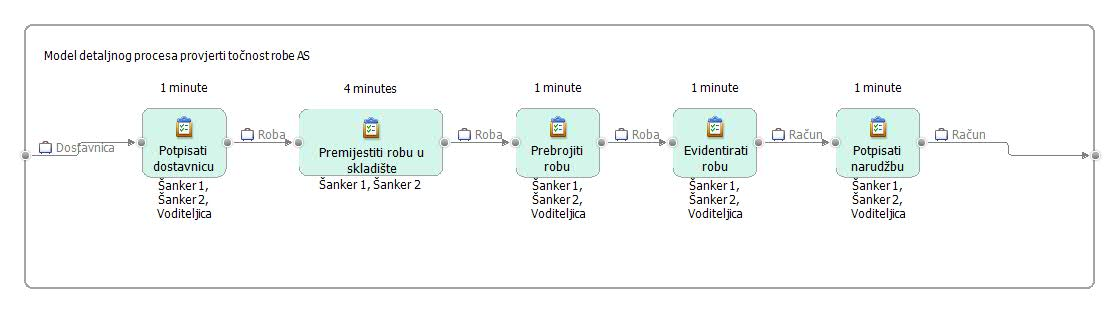 Model detaljnog procesa provjerti točnost robe AS
1 minute
4 minutes
1 minute
1 minute
1 minute
Dostavnica
Potpisati
dostavnicu
Šanker 1,
Šanker 2,
Voditeljica
Roba
Premijestiti robu u
skladište
Šanker 1, Šanker 2
Roba
Prebrojiti
robu
Šanker 1,
Šanker 2,
Voditeljica
Roba
Evidentirati
robu
Šanker 1,
Šanker 2,
Voditeljica
Račun
Potpisati
narudžbu
Šanker 1,
Šanker 2,
Voditeljica
Račun